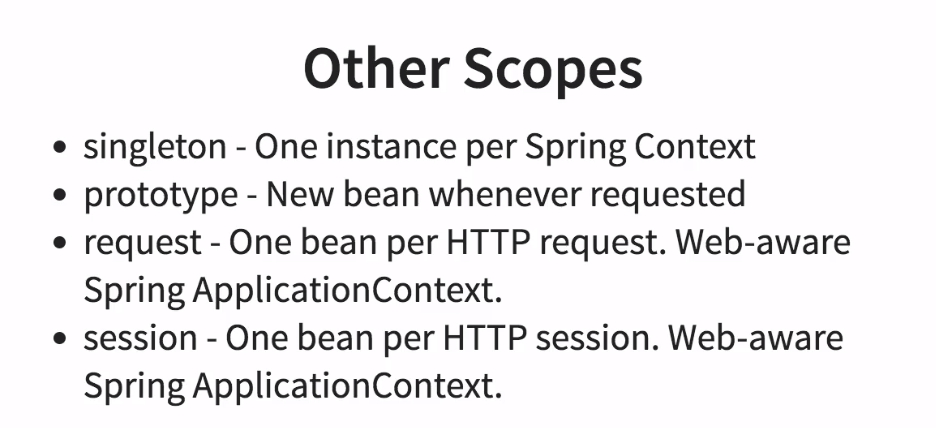 Other Scopes
• singleton - One instance per Spring Context
• prototype - New bean whenever requested
• request - One bean per HTTP request. Web-aware
Spring ApplicationContext.
• session - One bean per HTTP session. Web-aware
Spring ApplicationContext.